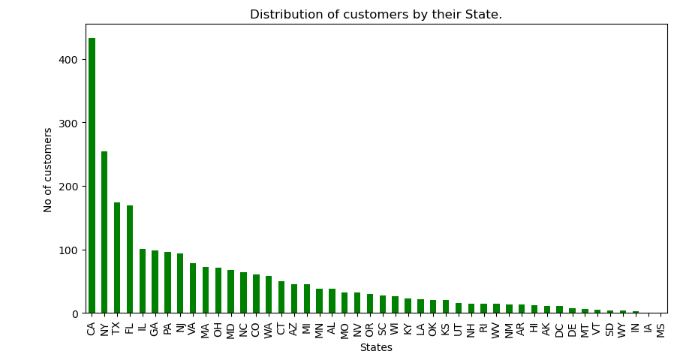 Distribution of customers by their State.
No of customers
400
300
200
100
0
CA NY TX FL IL GA PA NJ VA MA OH MD NC CO WA CT AZ MI MN AL MO NV OR SC WI KY LA OK KS UT NH RI WV NM AR HI AK DC DE MT VT SD WY IN IA MS
States